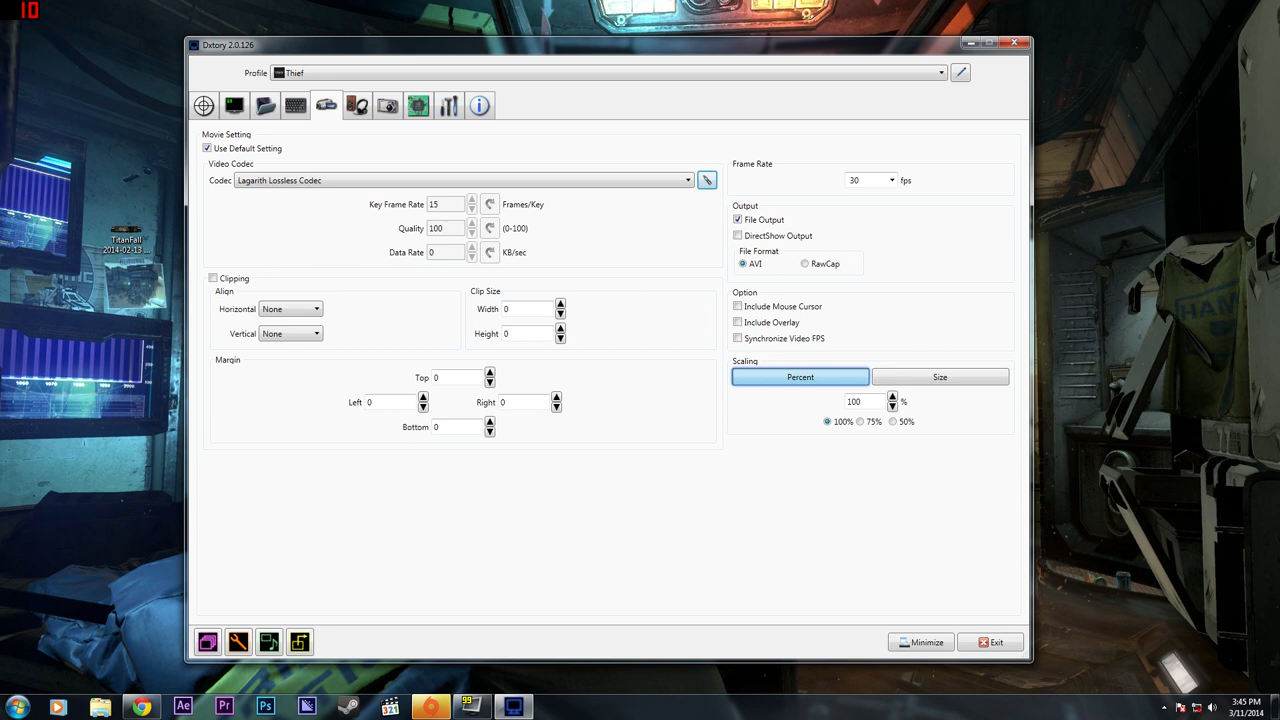 10
Dxtory 2.0.126
Profile Thief
Movie Setting
Use Default Setting
Video Codec
Codec Lagarith Lossless Codec
Key Frame Rate 15 Frames/Key
Quality 100 (0-100)
Data Rate 0 KB/sec
Clipping
Align
Horizontal None
Vertical None
Clip Size
Width 0
Height 0
Margin
Top 0
Left 0 Right 0
Bottom 0
Frame Rate
30 fps
Output
File Output
DirectShow Output
File Format
AVI RawCap
Option
Include Mouse Cursor
Include Overlay
Synchronize Video FPS
Scaling
Percent Size
100 %
100% 75% 50%
Minimize Exit
TitanFall
2014-02-13 ...
Ae Pr Ps
321
99
3:45 PM
3/11/2014